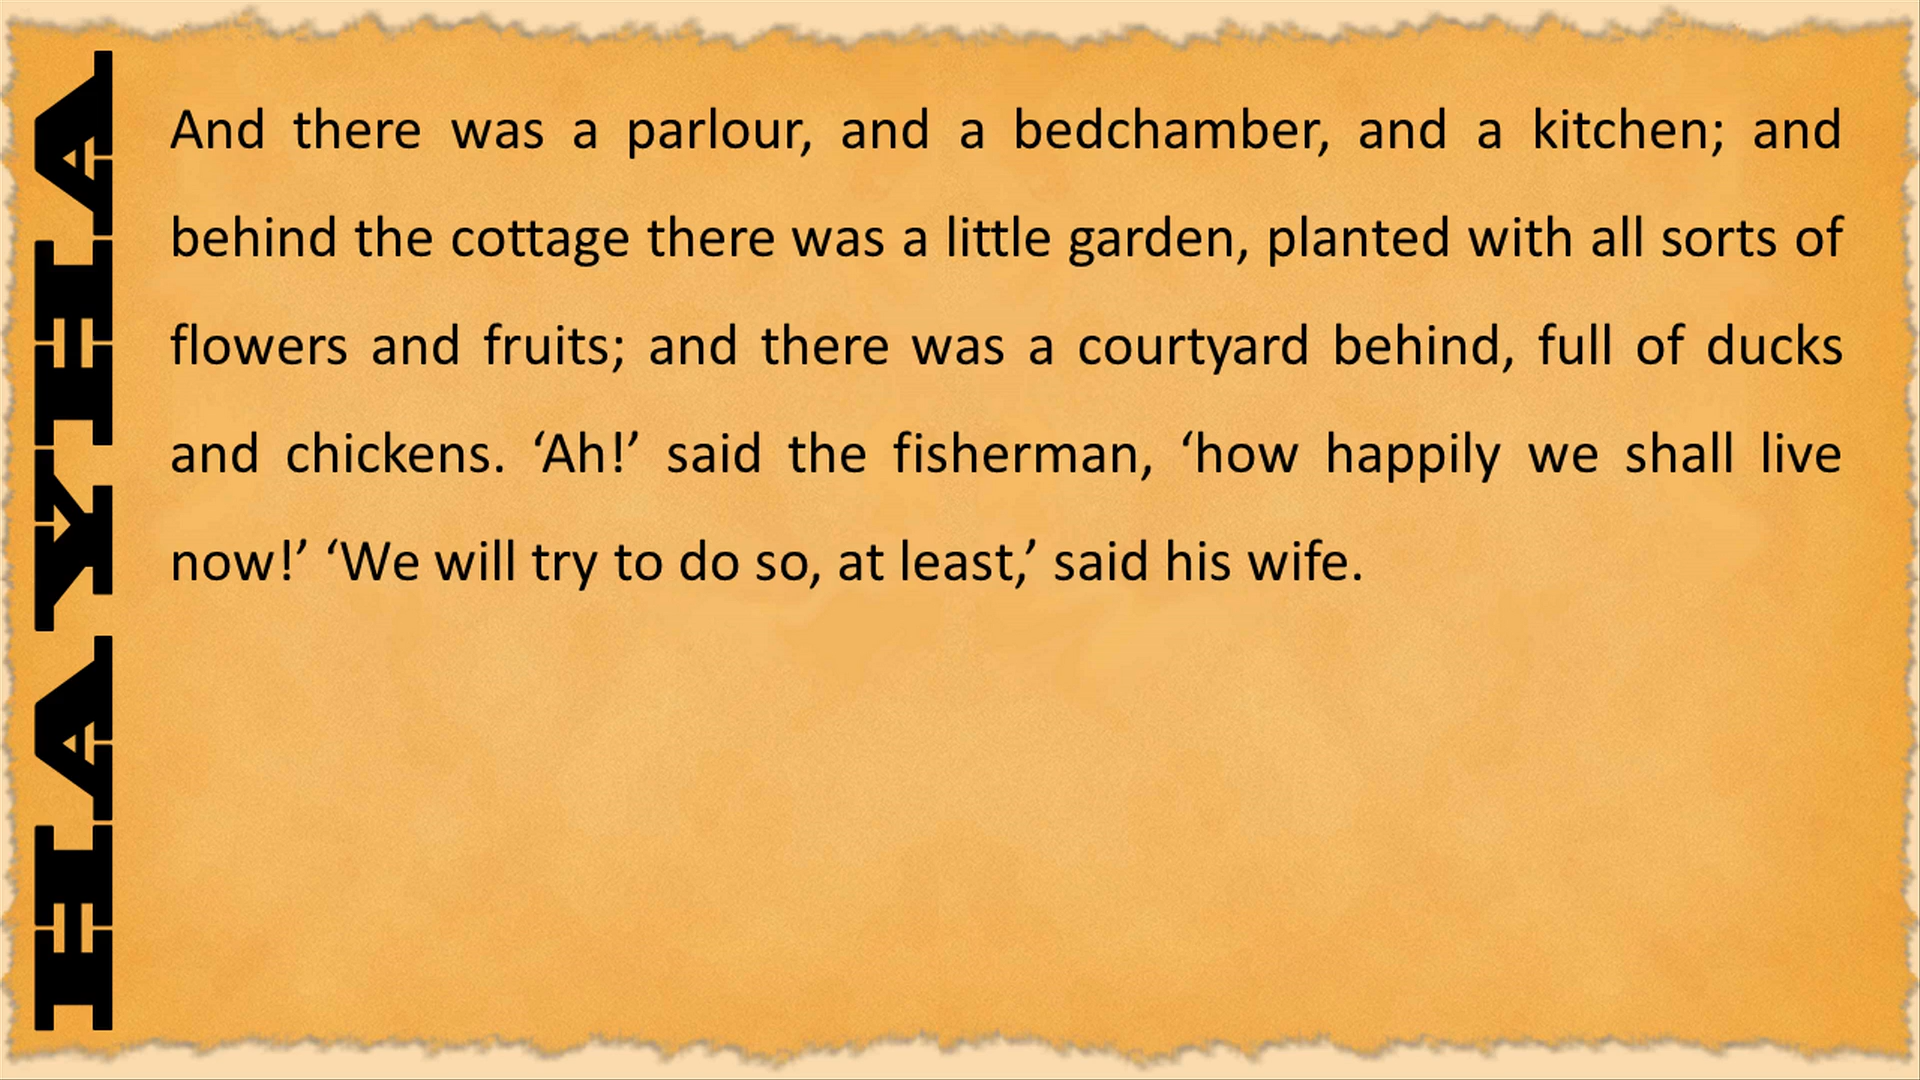 HAYHA
And there was a parlour, and a bedchamber, and a kitchen; and
behind the cottage there was a little garden, planted with all sorts of
flowers and fruits; and there was a courtyard behind, full of ducks
and chickens. ‘Ah!’ said the fisherman, ‘how happily we shall live
now!’ ‘We will try to do so, at least,’ said his wife.